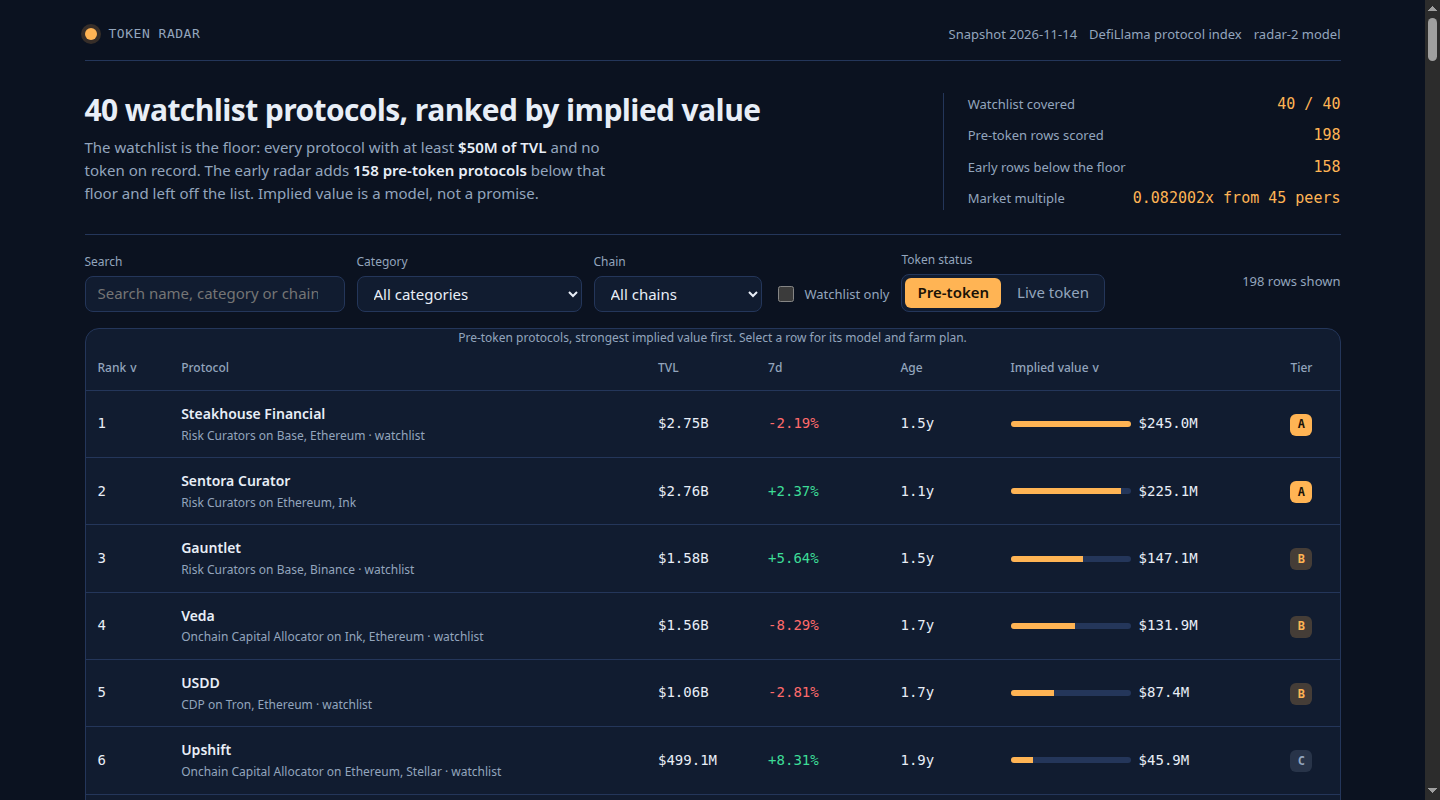 TOKEN RADAR
Snapshot 2026-11-14 DefiLlama protocol index radar-2 model
40 watchlist protocols, ranked by implied value
The watchlist is the floor: every protocol with at least $50M of TVL and no
token on record. The early radar adds 158 pre-token protocols below that
floor and left off the list. Implied value is a model, not a promise.
Watchlist covered 40 / 40
Pre-token rows scored 198
Early rows below the floor 158
Market multiple 0.082002x from 45 peers
Search
Search name, category or chain
Category
All categories
Chain
All chains
Watchlist only
Token status
Pre-token Live token
198 rows shown
Pre-token protocols, strongest implied value first. Select a row for its model and farm plan.
Rank v Protocol TVL 7d Age Implied value v Tier
1 Steakhouse Financial $2.75B -2.19% 1.5y $245.0M A
Risk Curators on Base, Ethereum · watchlist
2 Sentora Curator $2.76B +2.37% 1.1y $225.1M A
Risk Curators on Ethereum, Ink
3 Gauntlet $1.58B +5.64% 1.5y $147.1M B
Risk Curators on Base, Binance · watchlist
4 Veda $1.56B -8.29% 1.7y $131.9M B
Onchain Capital Allocator on Ink, Ethereum · watchlist
5 USDD $1.06B -2.81% 1.7y $87.4M B
CDP on Tron, Ethereum · watchlist
6 Upshift $499.1M +8.31% 1.9y $45.9M C
Onchain Capital Allocator on Ethereum, Stellar · watchlist